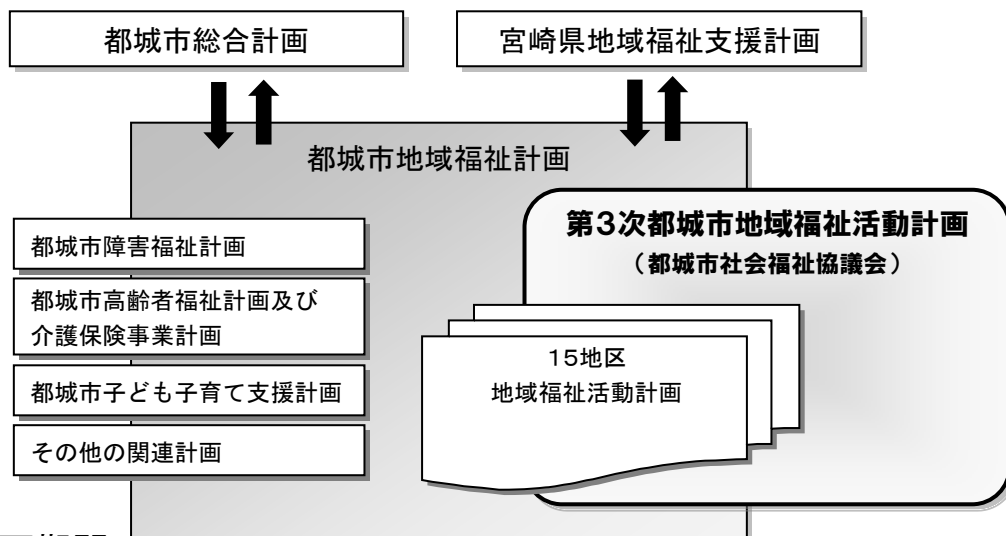 都城市総合計画
宮崎県地域福祉支援計画
都城市地域福祉計画
第3次都城市地域福祉活動計画
（都城市社会福祉協議会）
都城市障害福祉計画
都城市高齢者福祉計画及び
介護保険事業計画
都城市子ども子育て支援計画
その他の関連計画
15地区
地域福祉活動計画